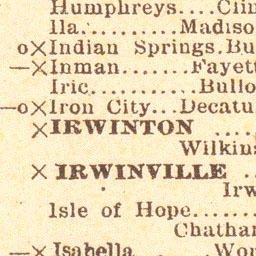 Humphreys....Clin
Ila...........Madiso
o×Indian Springs.Bu
—×Inman.......Fayett
Iric...........Bullo
—o×Iron City...Decatu
×IRWINTON ....
Wilkins
×IRWINVILLE ....
Irw
Isle of Hope.......
Chathan
—×Isabella......Wor